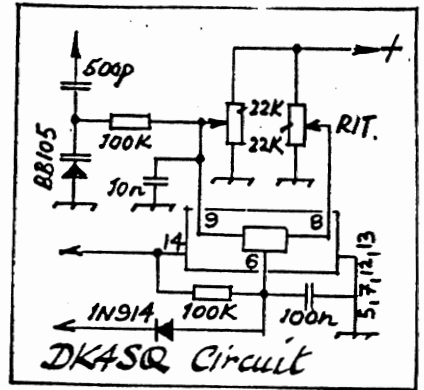 500p
BB105
100K
22K
22K
RIT.
10n
9
8
14
6
5,7,12,13
1N914
100K
100n
DK4SQ Circuit